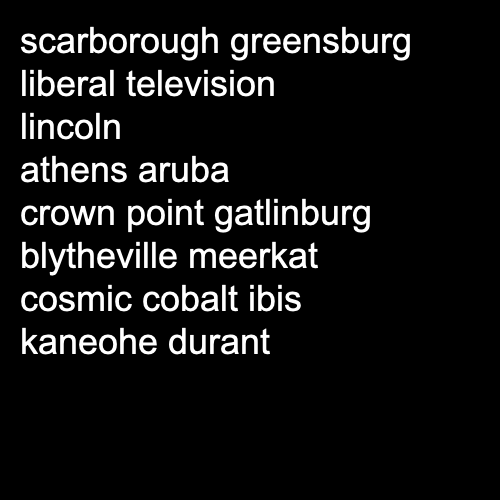 scarborough greensburg
liberal television
lincoln
athens aruba
crown point gatlinburg
blytheville meerkat
cosmic cobalt ibis
kaneohe durant